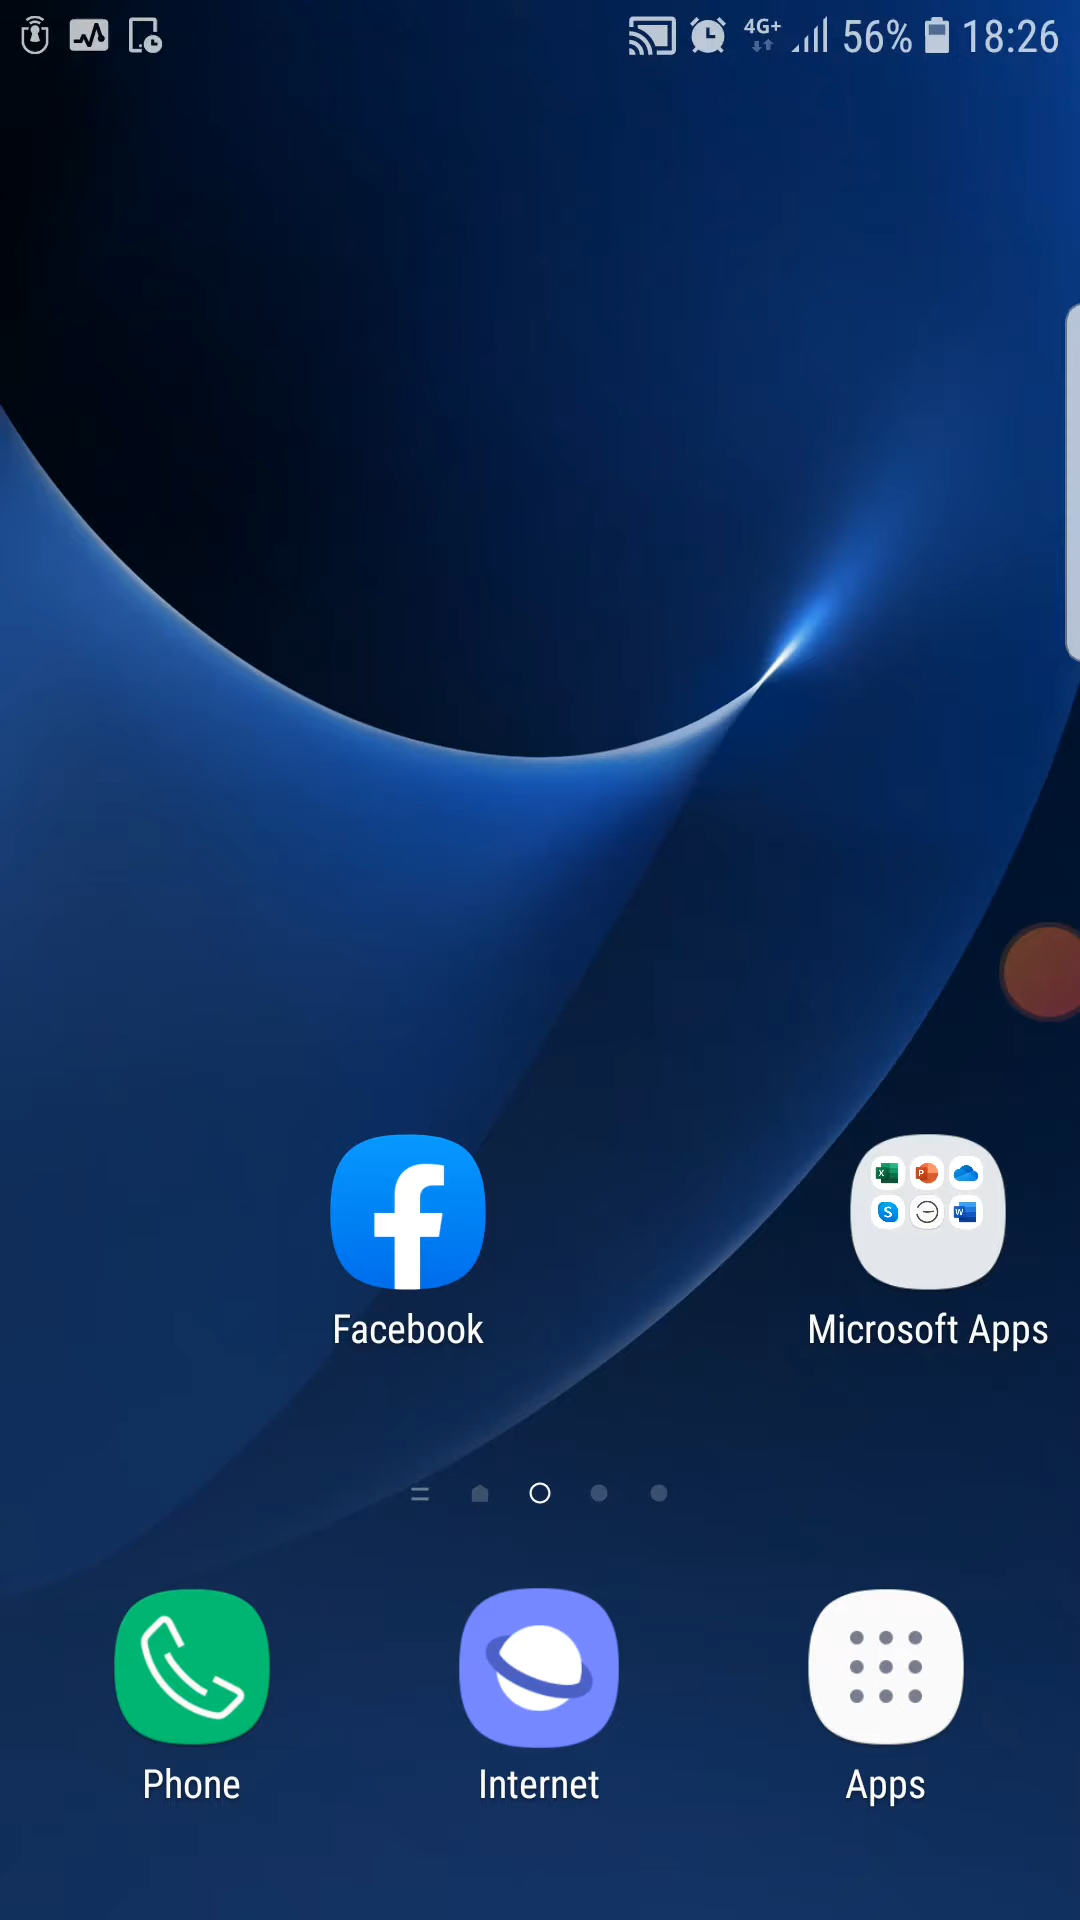 4G+ 56% 18:26
Facebook
Microsoft Apps
Phone
Internet
Apps